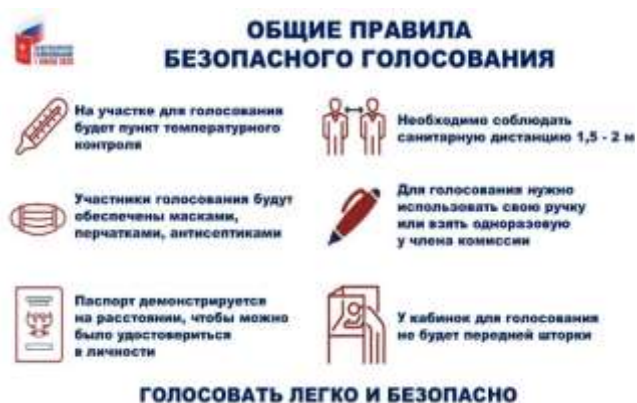 ОБЩИЕ ПРАВИЛА
БЕЗОПАСНОГО ГОЛОСОВАНИЯ
На участке для голосования
будет пункт температурного
контроля
Необходимо соблюдать
санитарную дистанцию 1,5 - 2 м
Участники голосования будут
обеспечены масками,
перчатками, антисептиками
Для голосования нужно
использовать свою ручку
или взять одноразовую
у члена комиссии
Паспорт демонстрируется
на расстоянии, чтобы можно
было удостовериться
в личности
У кабинок для голосования
не будет передней шторки
ГОЛОСОВАТЬ ЛЕГКО И БЕЗОПАСНО